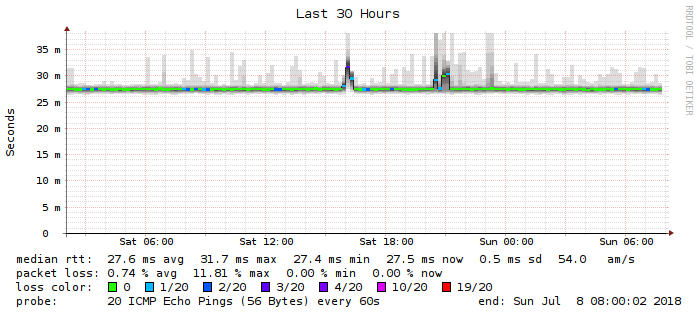 Last 30 Hours
RRDTOOL / TOBI OETIKER
Seconds
35 m
30 m
25 m
20 m
15 m
10 m
5 m
0
Sat 06:00 Sat 12:00 Sat 18:00 Sun 00:00 Sun 06:00
median rtt: 27.6 ms avg 31.7 ms max 27.4 ms min 27.5 ms now 0.5 ms sd 54.0 am/s
packet loss: 0.74 % avg 11.81 % max 0.00 % min 0.00 % now
loss color: 0 1/20 2/20 3/20 4/20 10/20 19/20
probe: 20 ICMP Echo Pings (56 Bytes) every 60s end: Sun Jul 8 08:00:02 2018